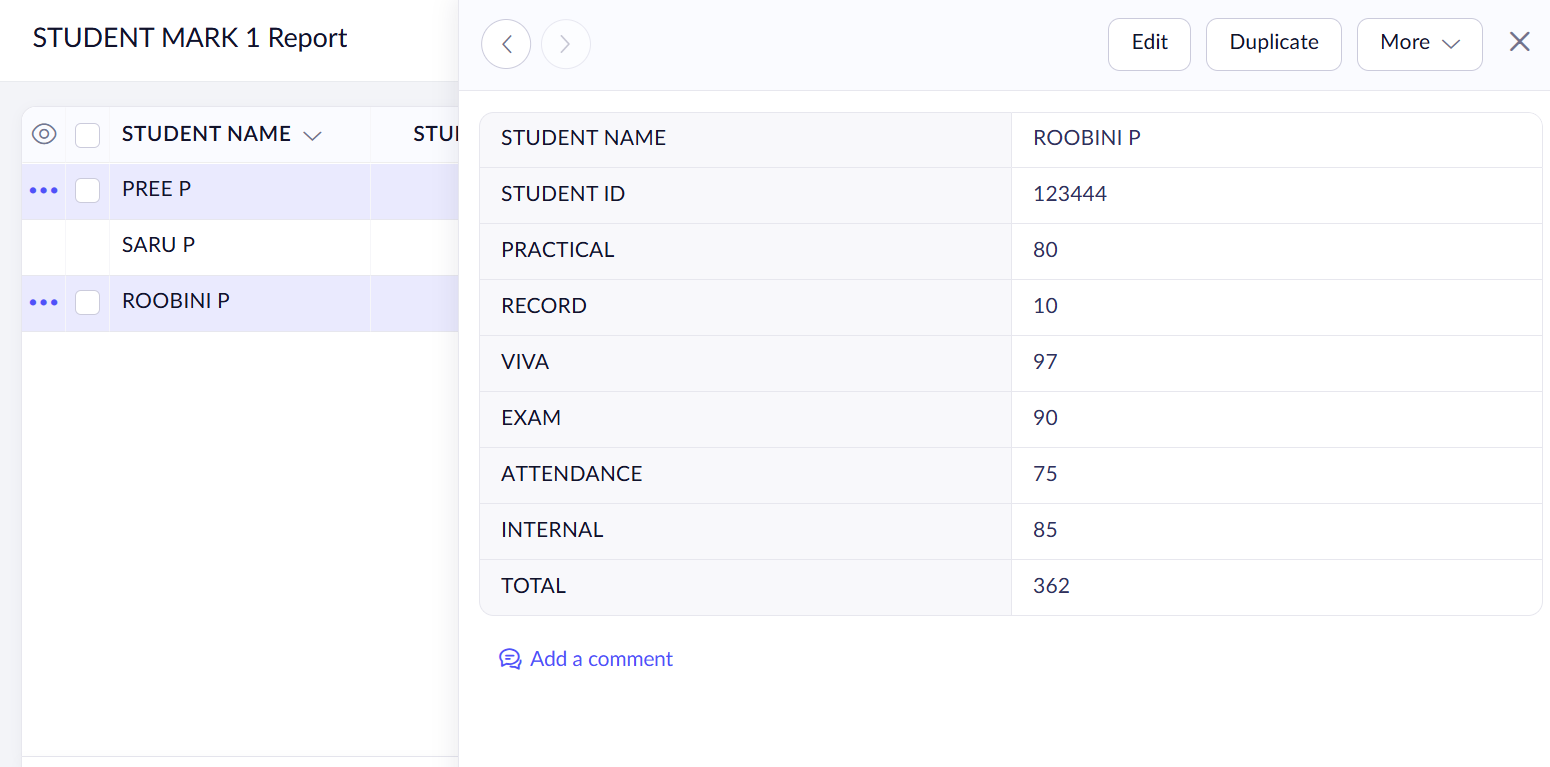 STUDENT MARK 1 Report
STUDENT NAME
PREE P
SARU P
ROOBINI P
Edit
Duplicate
More
STUDENT NAME ROOBINI P
STUDENT ID 123444
PRACTICAL 80
RECORD 10
VIVA 97
EXAM 90
ATTENDANCE 75
INTERNAL 85
TOTAL 362
Add a comment